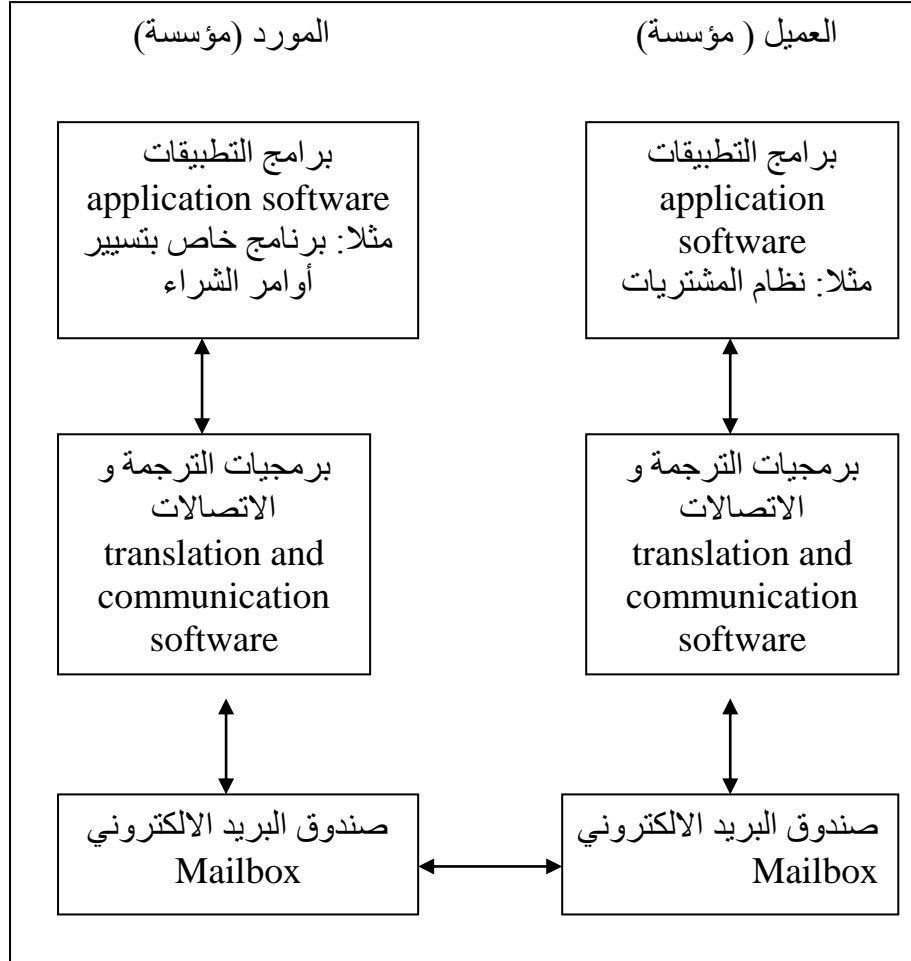 العميل ( مؤسسة)
المورد (مؤسسة)
برامج التطبيقات
application
software
مثلا: نظام المشتريات
برامج التطبيقات
application software
مثلا: برنامج خاص بتسيير
أوامر الشراء
برمجيات الترجمة و
الاتصالات
translation and
communication
software
برمجيات الترجمة و
الاتصالات
translation and
communication
software
صندوق البريد الالكتروني
Mailbox
صندوق البريد الالكتروني
Mailbox